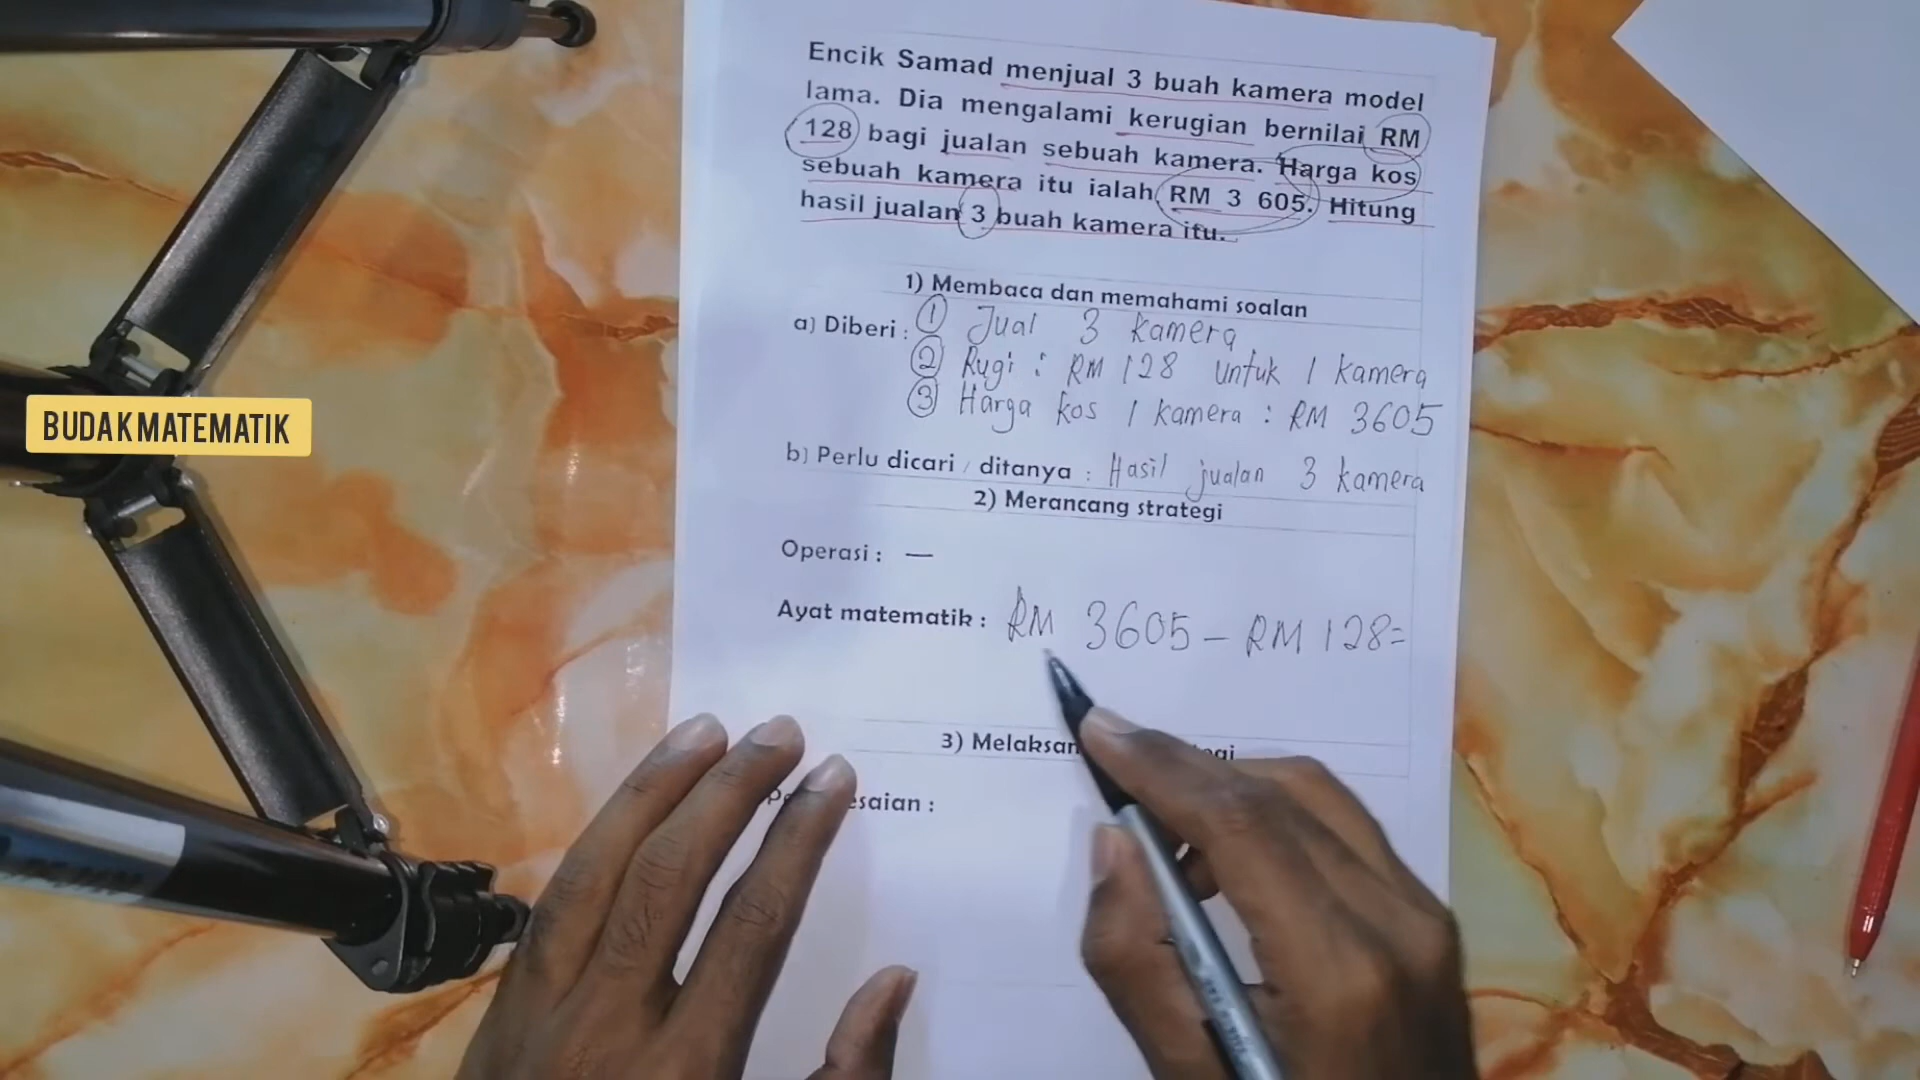 Encik Samad menjual 3 buah kamera model
lama. Dia mengalami kerugian bernilai RM
128 bagi jualan sebuah kamera. Harga kos
sebuah kamera itu ialah RM 3 605. Hitung
hasil jualan 3 buah kamera itu.
1) Membaca dan memahami soalan
a) Diberi : ① Jual 3 kamera
② Rugi : RM 128 untuk 1 kamera
③ Harga kos 1 kamera : RM 3605
b) Perlu dicari / ditanya : Hasil jualan 3 kamera
2) Merancang strategi
Operasi : —
Ayat matematik : RM 3605 – RM 128 =
3) Melaksan
esaian :
BUDAK MATEMATIK